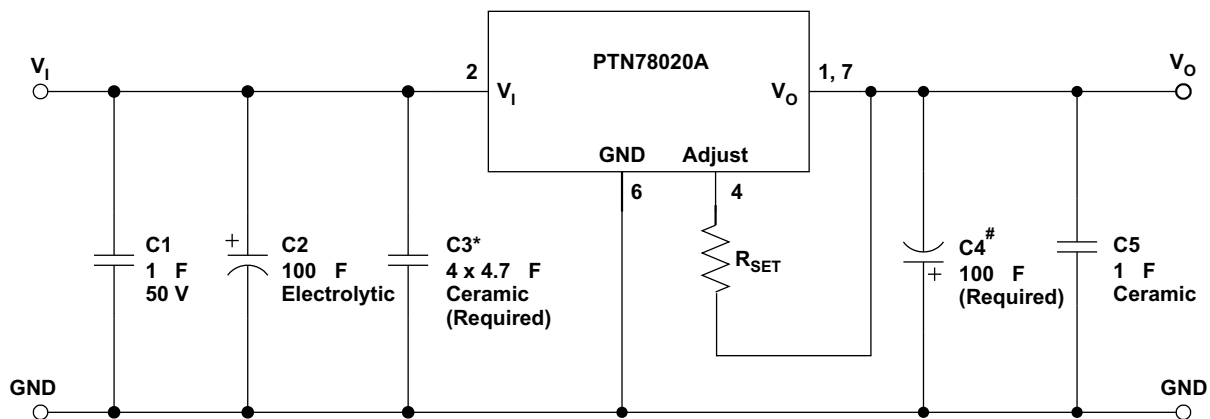 PTN78020A
V_I
2
V_I
V_O
1, 7
V_O
GND
Adjust
6
4
C1
1 F
50 V
+
C2
100 F
Electrolytic
C3*
4 x 4.7 F
Ceramic
(Required)
R_SET
C4#
100 F
(Required)
+
C5
1 F
Ceramic
GND
GND